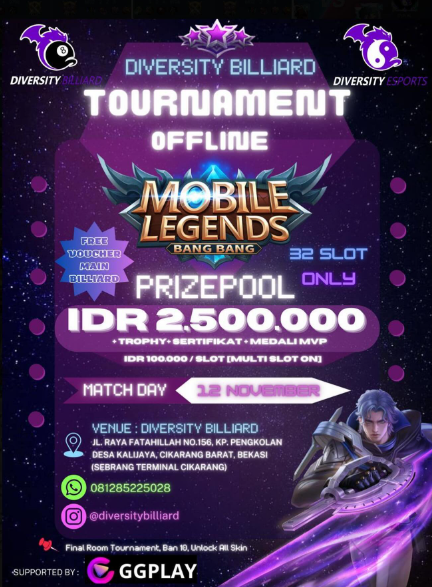 DIVERSITY BILLIARD
DIVERSITY ESPORTS
DIVERSITY BILLIARD
TOURNAMENT
OFFLINE
MOBILE
LEGENDS
BANG BANG
FREE
VOUCHER
MAIN
BILLIARD
32 SLOT
ONLY
PRIZEPOOL
IDR 2.500.000
+ TROPHY+ SERTIFIKAT + MEDALI MVP
IDR 100.000 / SLOT [MULTI SLOT ON]
MATCH DAY
12 NOVEMBER
VENUE : DIVERSITY BILLIARD
JL. RAYA FATAHILLAH NO.156, KP. PENGKOLAN
DESA KALIJAYA, CIKARANG BARAT, BEKASI
(SEBRANG TERMINAL CIKARANG)
081285225028
@diversitybilliard
Final Room Tournament, Ban 10, Unlock All Skin
SUPPORTED BY : GGPLAY